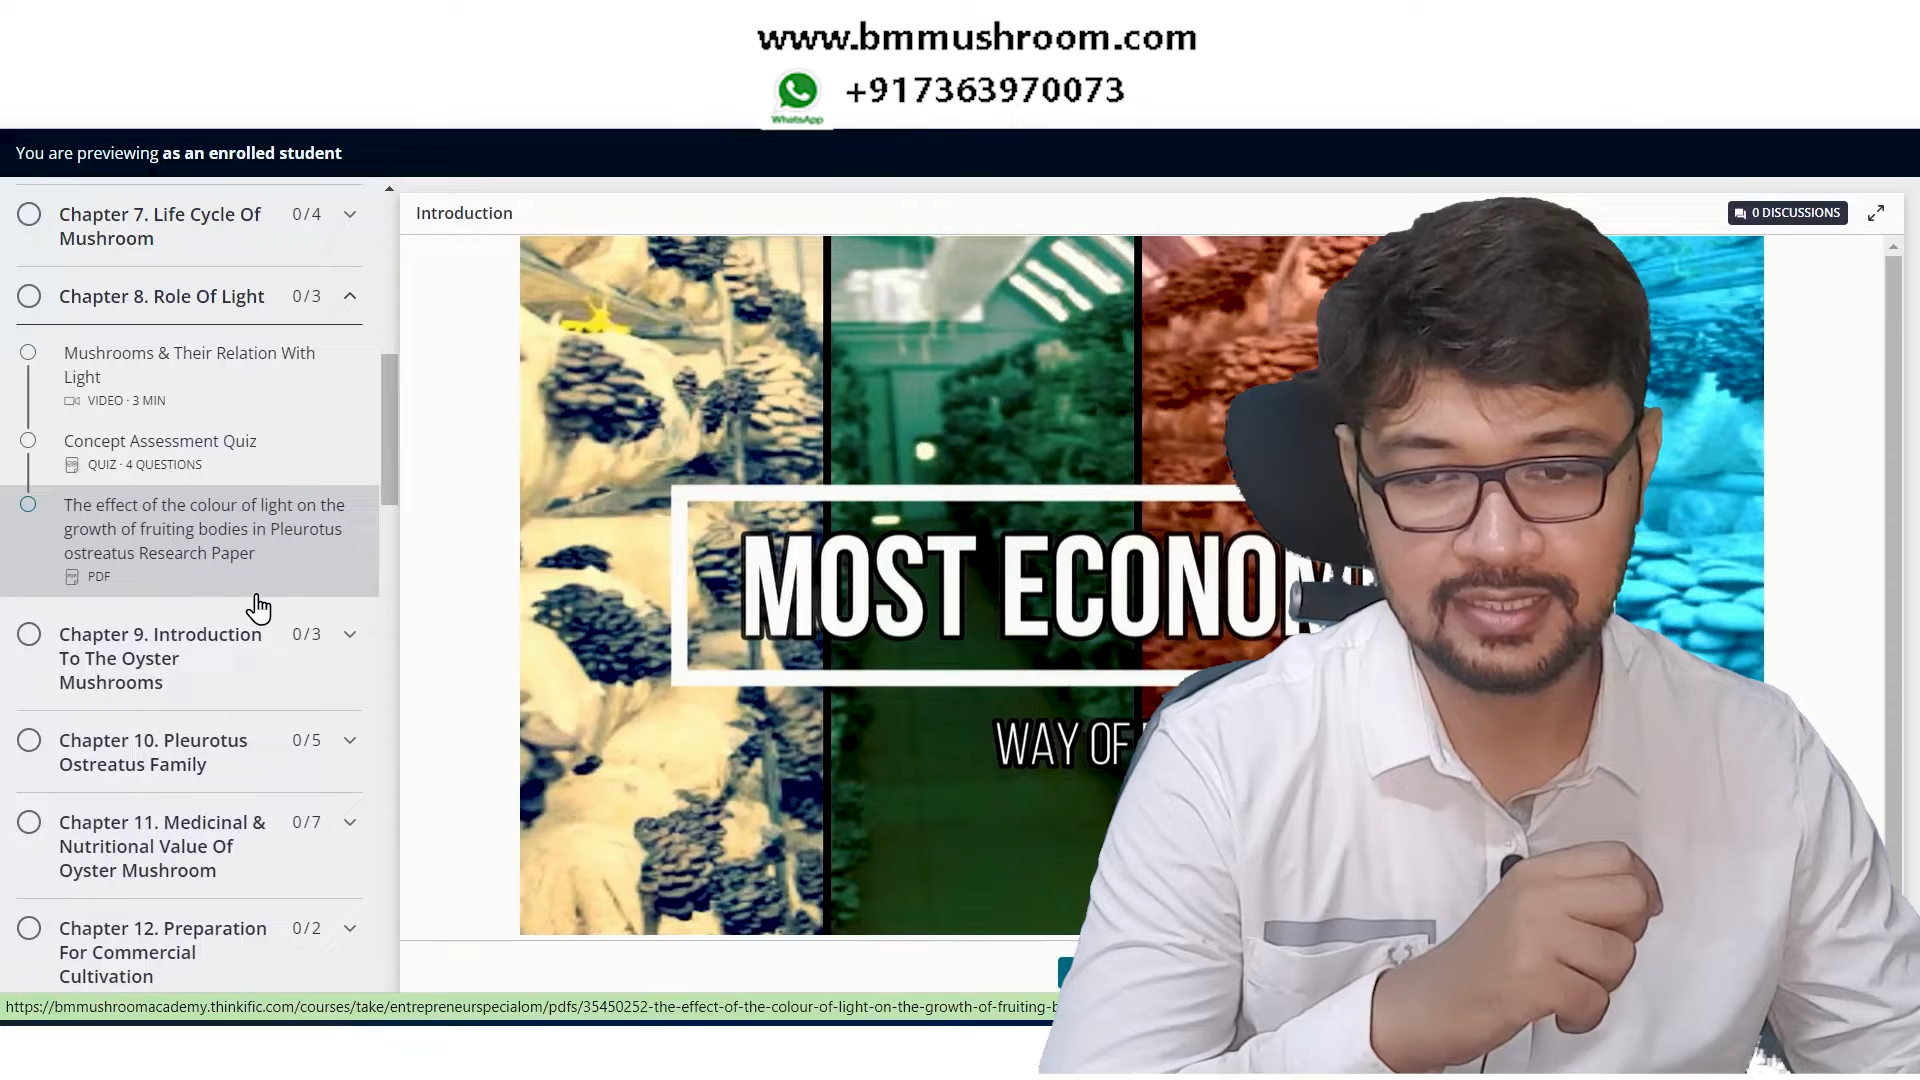 www.bmmushroom.com
WhatsApp
+917363970073
You are previewing as an enrolled student
Chapter 7. Life Cycle Of
Mushroom
0/4
Chapter 8. Role Of Light
0/3
Mushrooms & Their Relation With
Light
VIDEO · 3 MIN
Concept Assessment Quiz
QUIZ · 4 QUESTIONS
The effect of the colour of light on the
growth of fruiting bodies in Pleurotus
ostreatus Research Paper
PDF
Chapter 9. Introduction
To The Oyster
Mushrooms
0/3
Chapter 10. Pleurotus
Ostreatus Family
0/5
Chapter 11. Medicinal &
Nutritional Value Of
Oyster Mushroom
0/7
Chapter 12. Preparation
For Commercial
Cultivation
0/2
Introduction
0 DISCUSSIONS
MOST ECONO
WAY OF
https://bmmushroomacademy.thinkific.com/courses/take/entrepreneurspecialom/pdfs/35450252-the-effect-of-the-colour-of-light-on-the-growth-of-fruiting-b